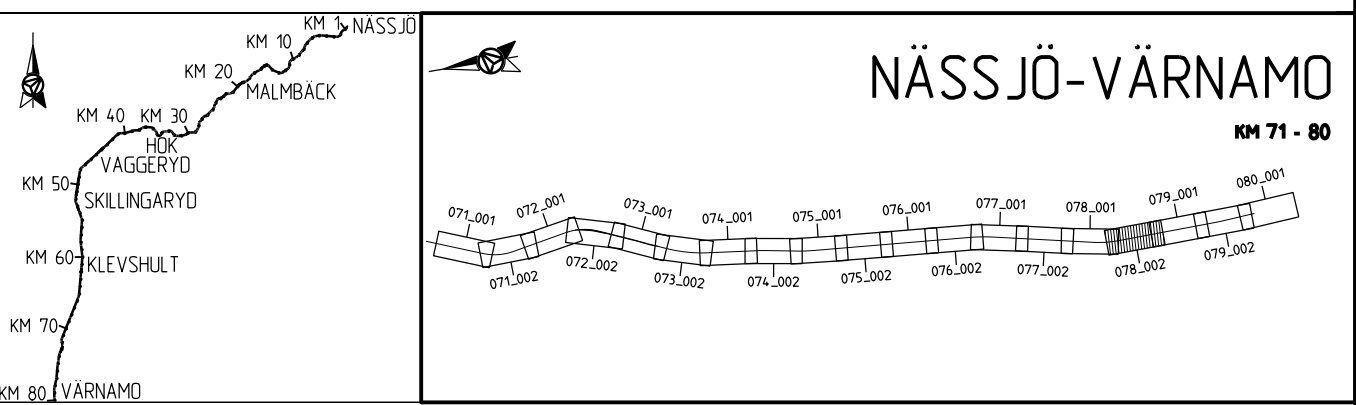 KM 1
NÄSSJÖ
KM 10
KM 20
MALMBÄCK
KM 40
KM 30
HOK
VAGGERYD
KM 50
SKILLINGARYD
KM 60
KLEVSHULT
KM 70
KM 80
VÄRNAMO
NÄSSJÖ-VÄRNAMO
KM 71 - 80
071_001
072_001
073_001
074_001
075_001
076_001
077_001
078_001
079_001
080_001
071_002
072_002
073_002
074_002
075_002
076_002
077_002
078_002
079_002